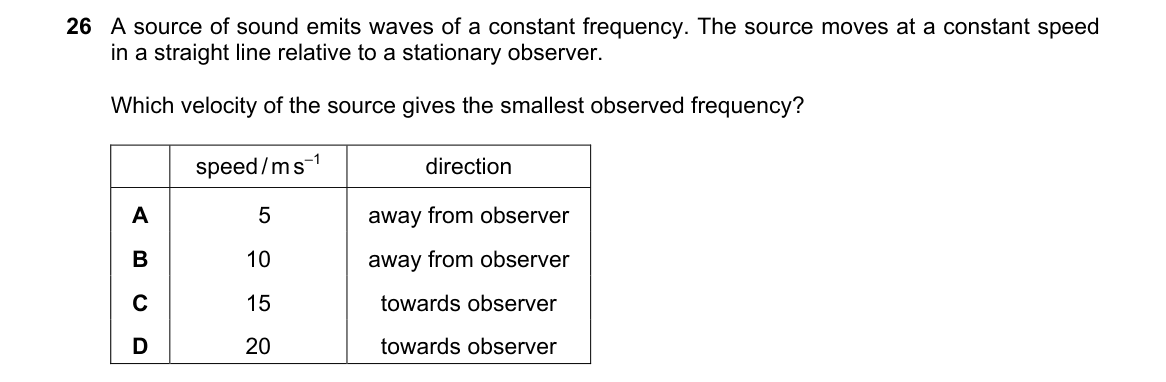 26 A source of sound emits waves of a constant frequency. The source moves at a constant speed
in a straight line relative to a stationary observer.
Which velocity of the source gives the smallest observed frequency?
speed / m s⁻¹ direction
A 5 away from observer
B 10 away from observer
C 15 towards observer
D 20 towards observer